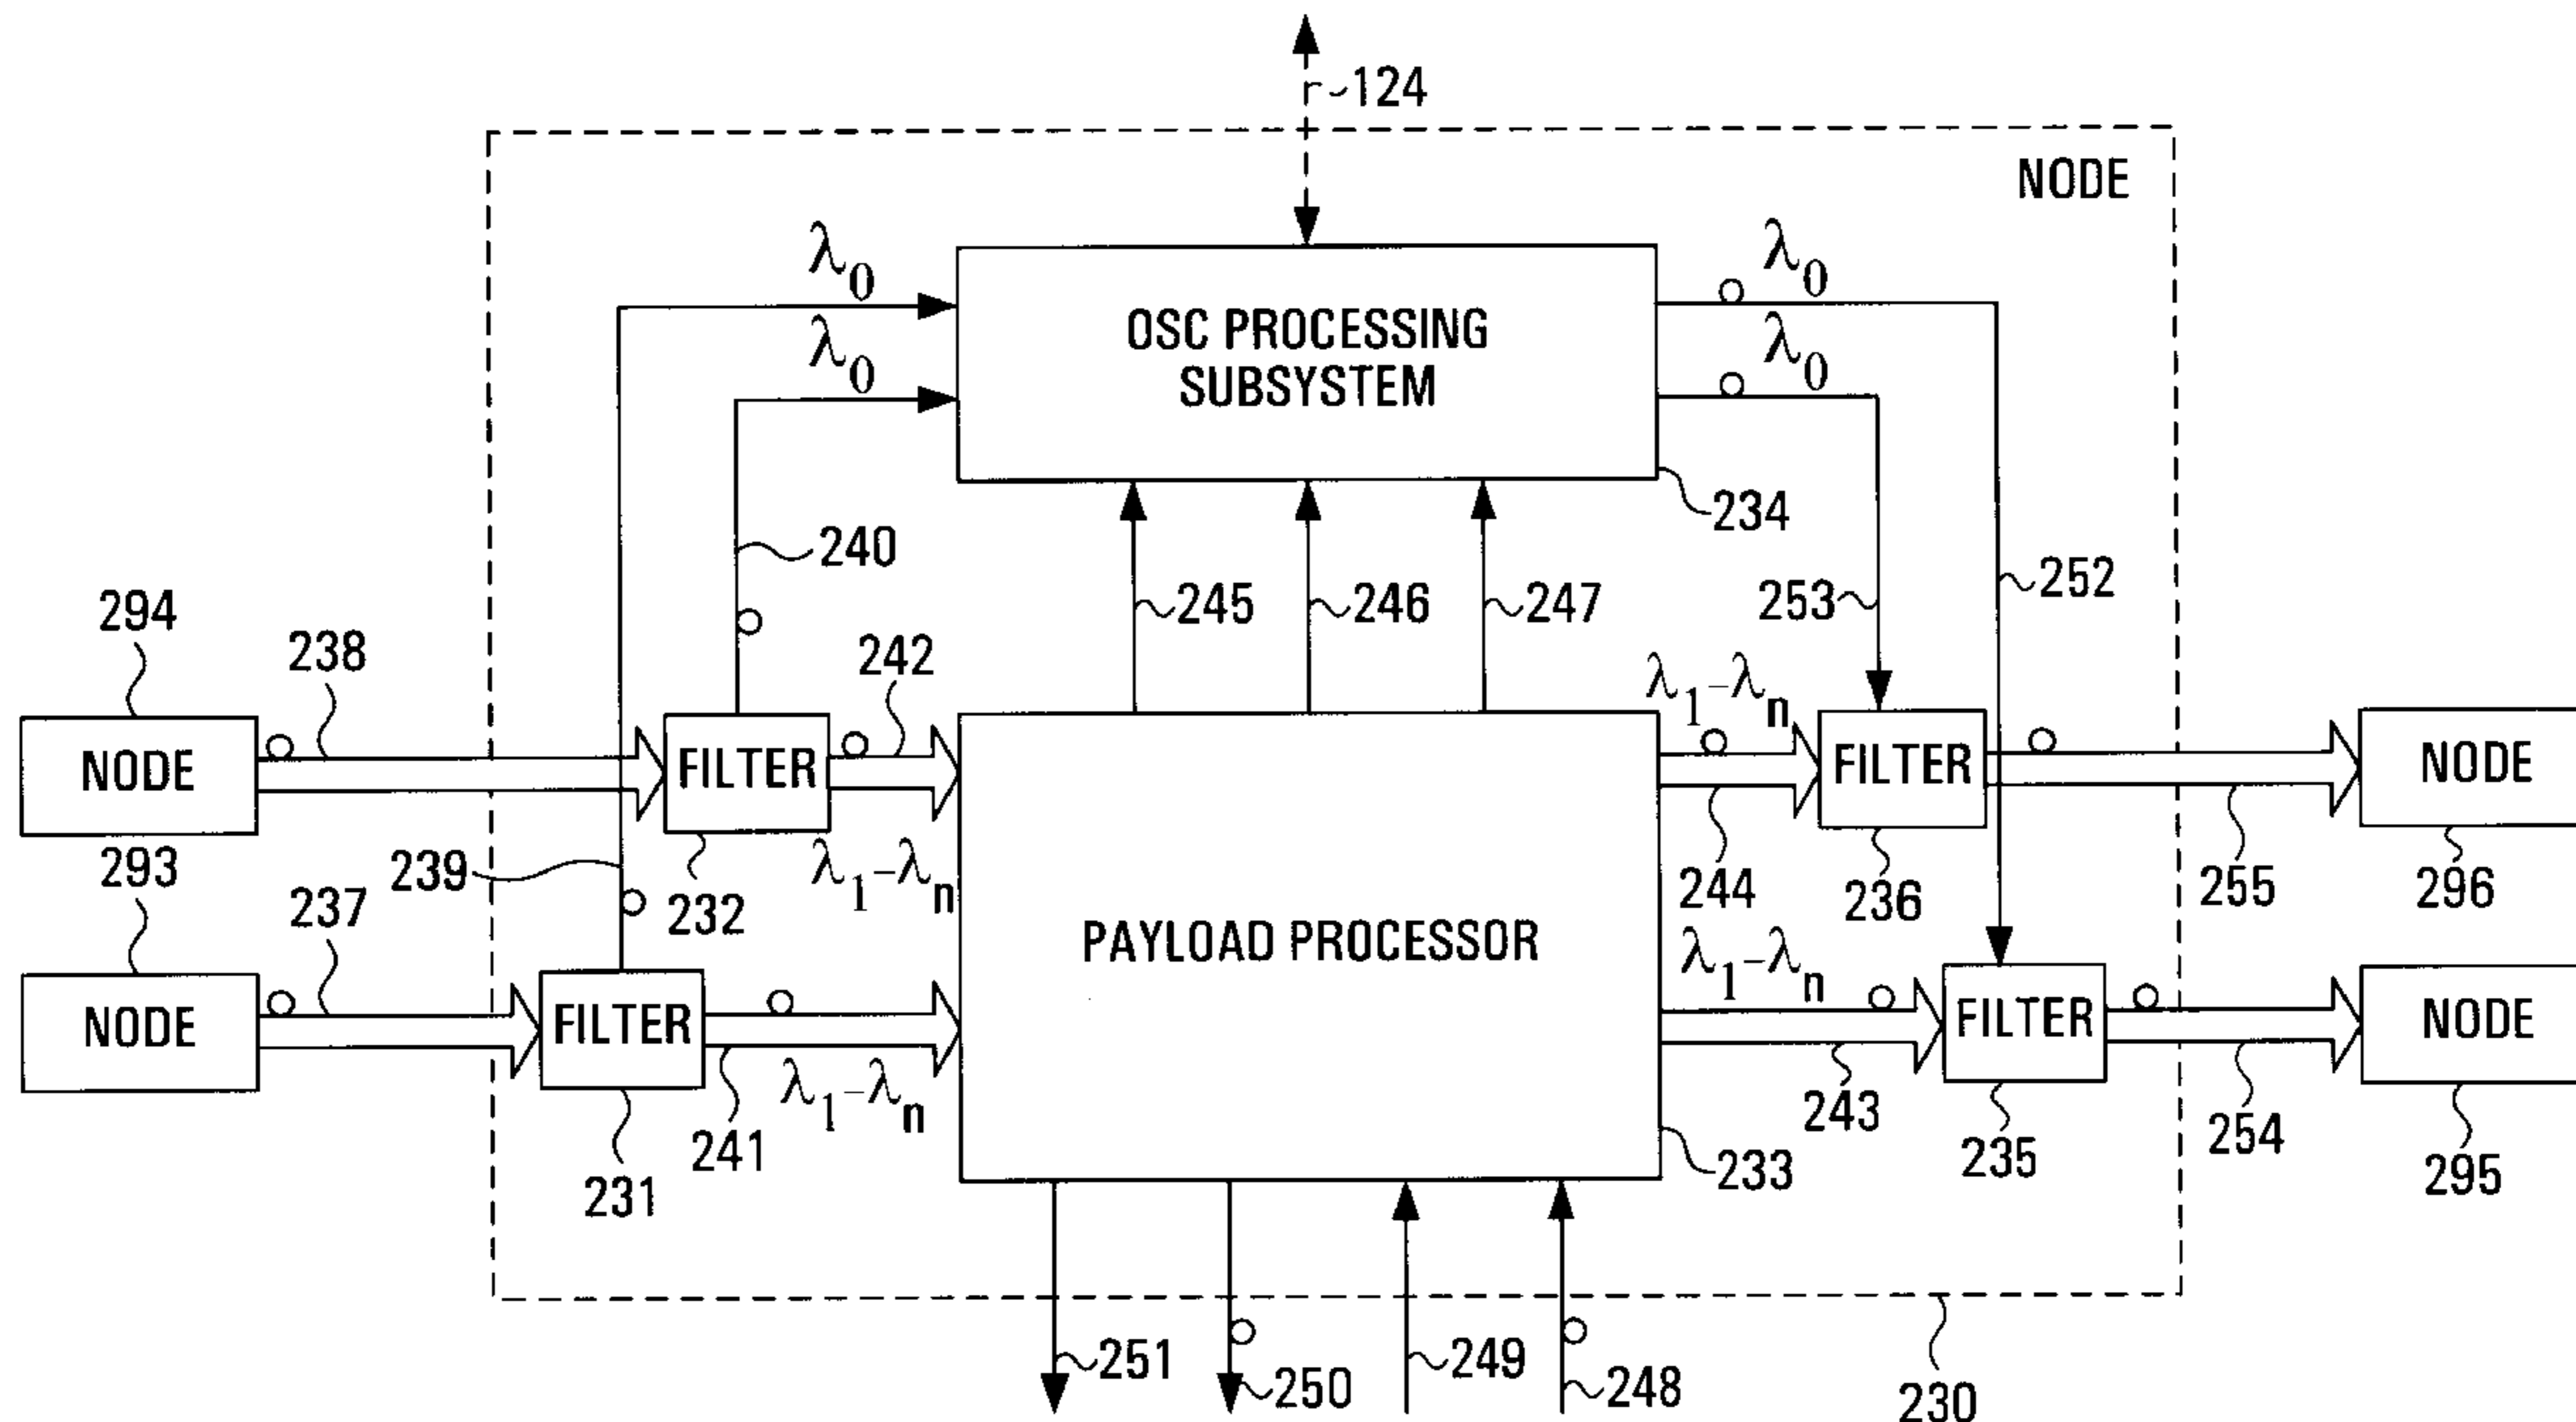 124
NODE
λ0
λ0
λ0
λ0
OSC PROCESSING
SUBSYSTEM
234
240
245
246
247
253
252
294
238
242
λ1–λn
NODE
FILTER
FILTER
NODE
293
239
232
λ1–λn
244
236
255
296
237
PAYLOAD PROCESSOR
λ1–λn
NODE
FILTER
FILTER
NODE
241
λ1–λn
243
254
231
233
235
295
251
250
249
248
230